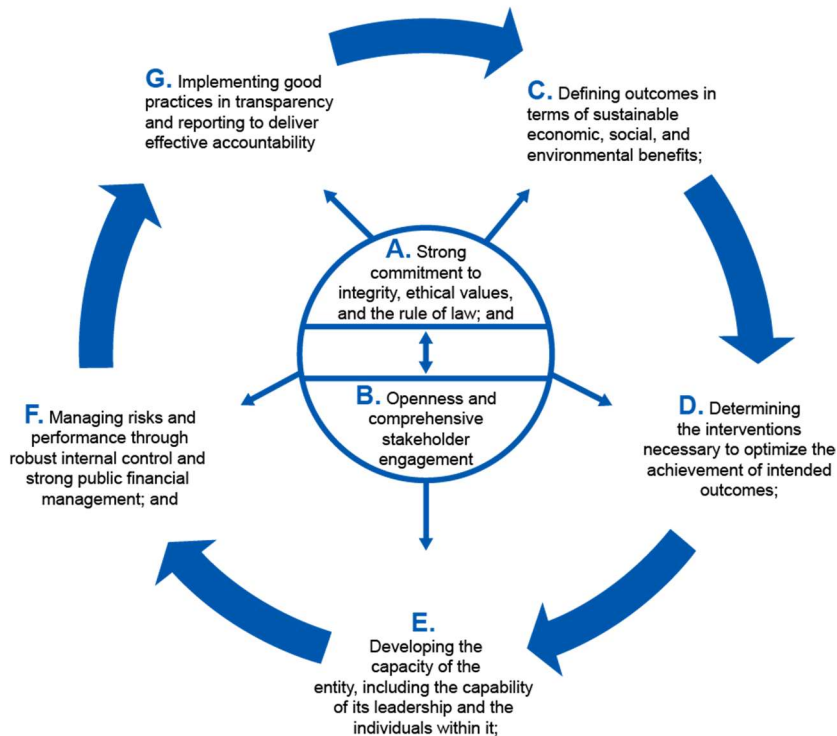 G. Implementing good
practices in transparency
and reporting to deliver
effective accountability
C. Defining outcomes in
terms of sustainable
economic, social, and
environmental benefits;
A. Strong
commitment to
integrity, ethical values,
and the rule of law; and
B. Openness and
comprehensive
stakeholder
engagement
F. Managing risks and
performance through
robust internal control and
strong public financial
management; and
D. Determining
the interventions
necessary to optimize the
achievement of intended
outcomes;
E.
Developing the
capacity of the
entity, including the capability
of its leadership and the
individuals within it;